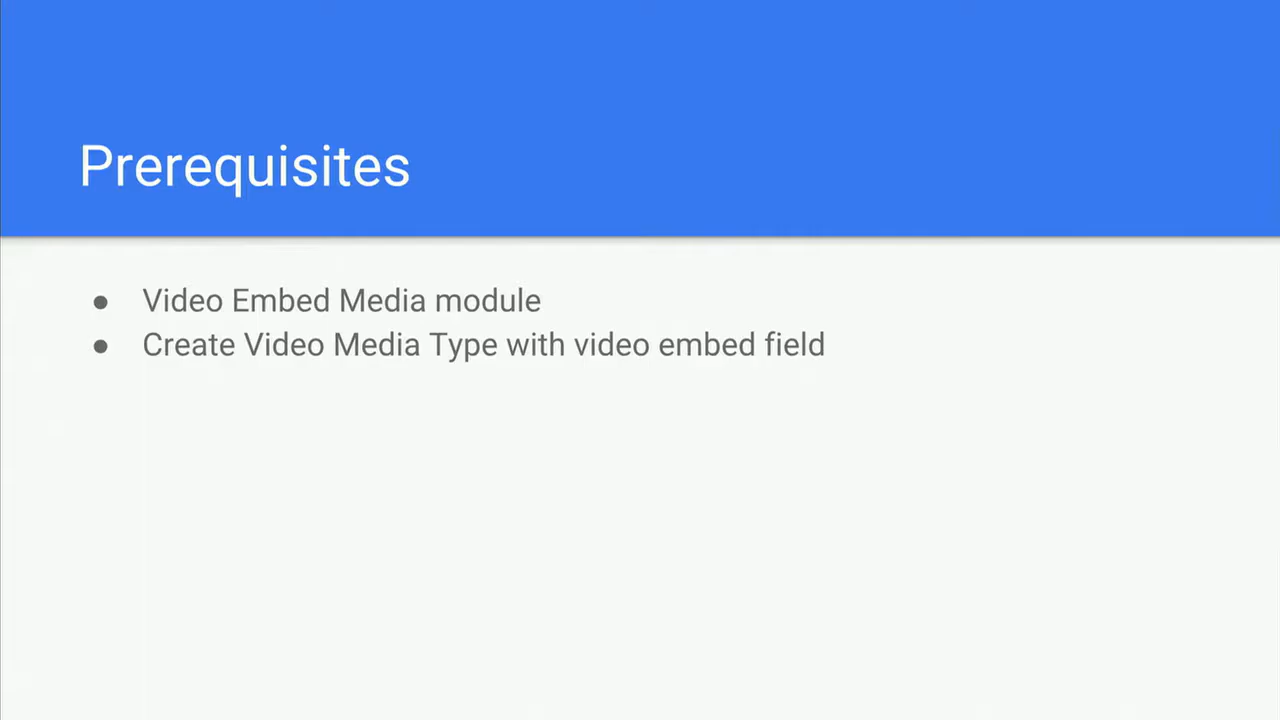 Prerequisites
● Video Embed Media module
● Create Video Media Type with video embed field